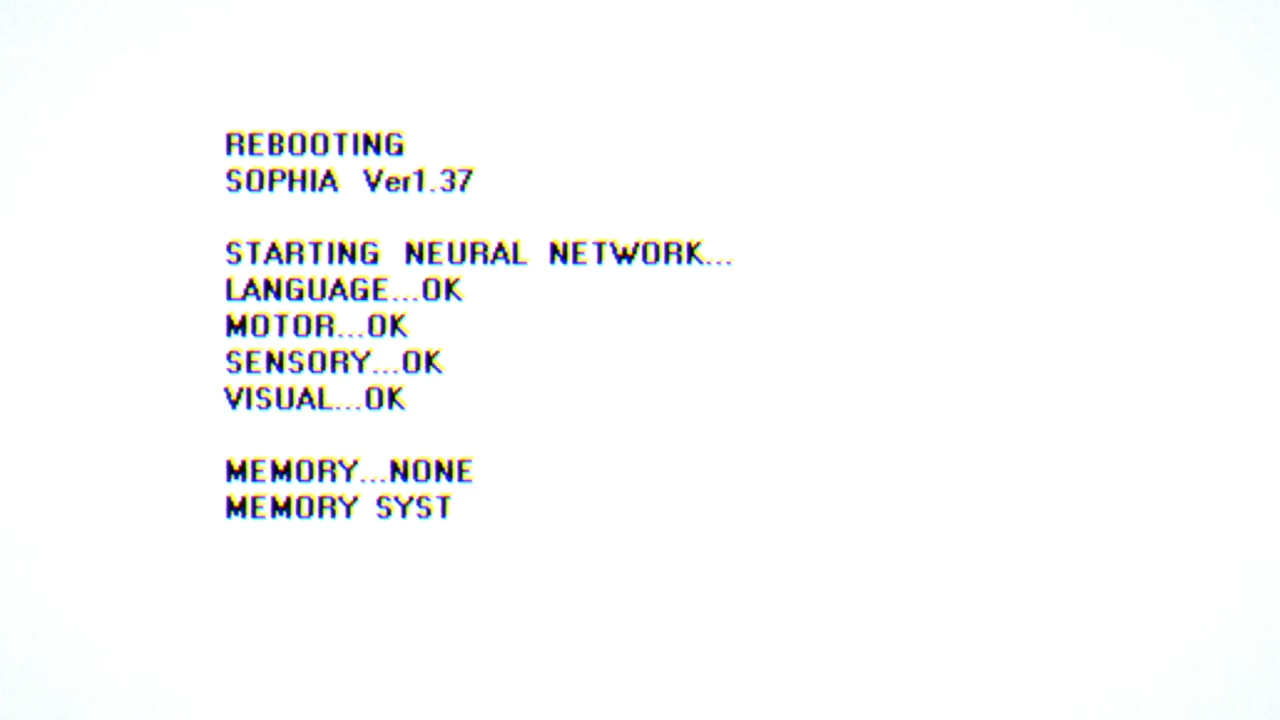 REBOOTING
SOPHIA Ver1.37
STARTING NEURAL NETWORK...
LANGUAGE...OK
MOTOR...OK
SENSORY...OK
VISUAL...OK
MEMORY...NONE
MEMORY SYST